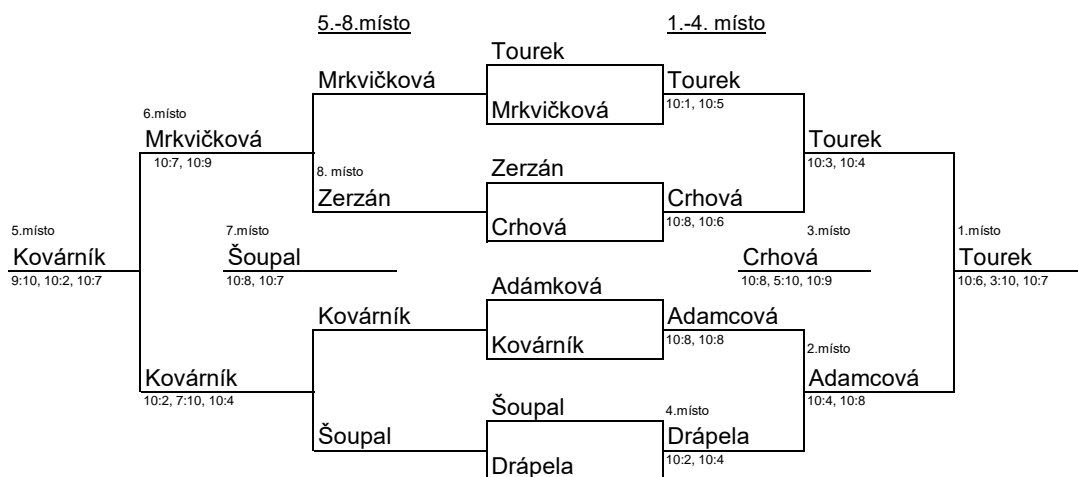 5.-8.místo
1.-4. místo
Tourek
Mrkvičková
Tourek
10:1, 10:5
Mrkvičková
6.místo
Mrkvičková
10:7, 10:9
Tourek
10:3, 10:4
8. místo
Zerzán
Zerzán
Crhová
10:8, 10:6
Crhová
5.místo
Kovárník
9:10, 10:2, 10:7
7.místo
Šoupal
10:8, 10:7
3.místo
Crhová
10:8, 5:10, 10:9
1.místo
Tourek
10:6, 3:10, 10:7
Adámková
Kovárník
Adamcová
10:8, 10:8
Kovárník
2.místo
Kovárník
10:2, 7:10, 10:4
Adamcová
10:4, 10:8
Šoupal
4.místo
Šoupal
Drápela
10:2, 10:4
Drápela